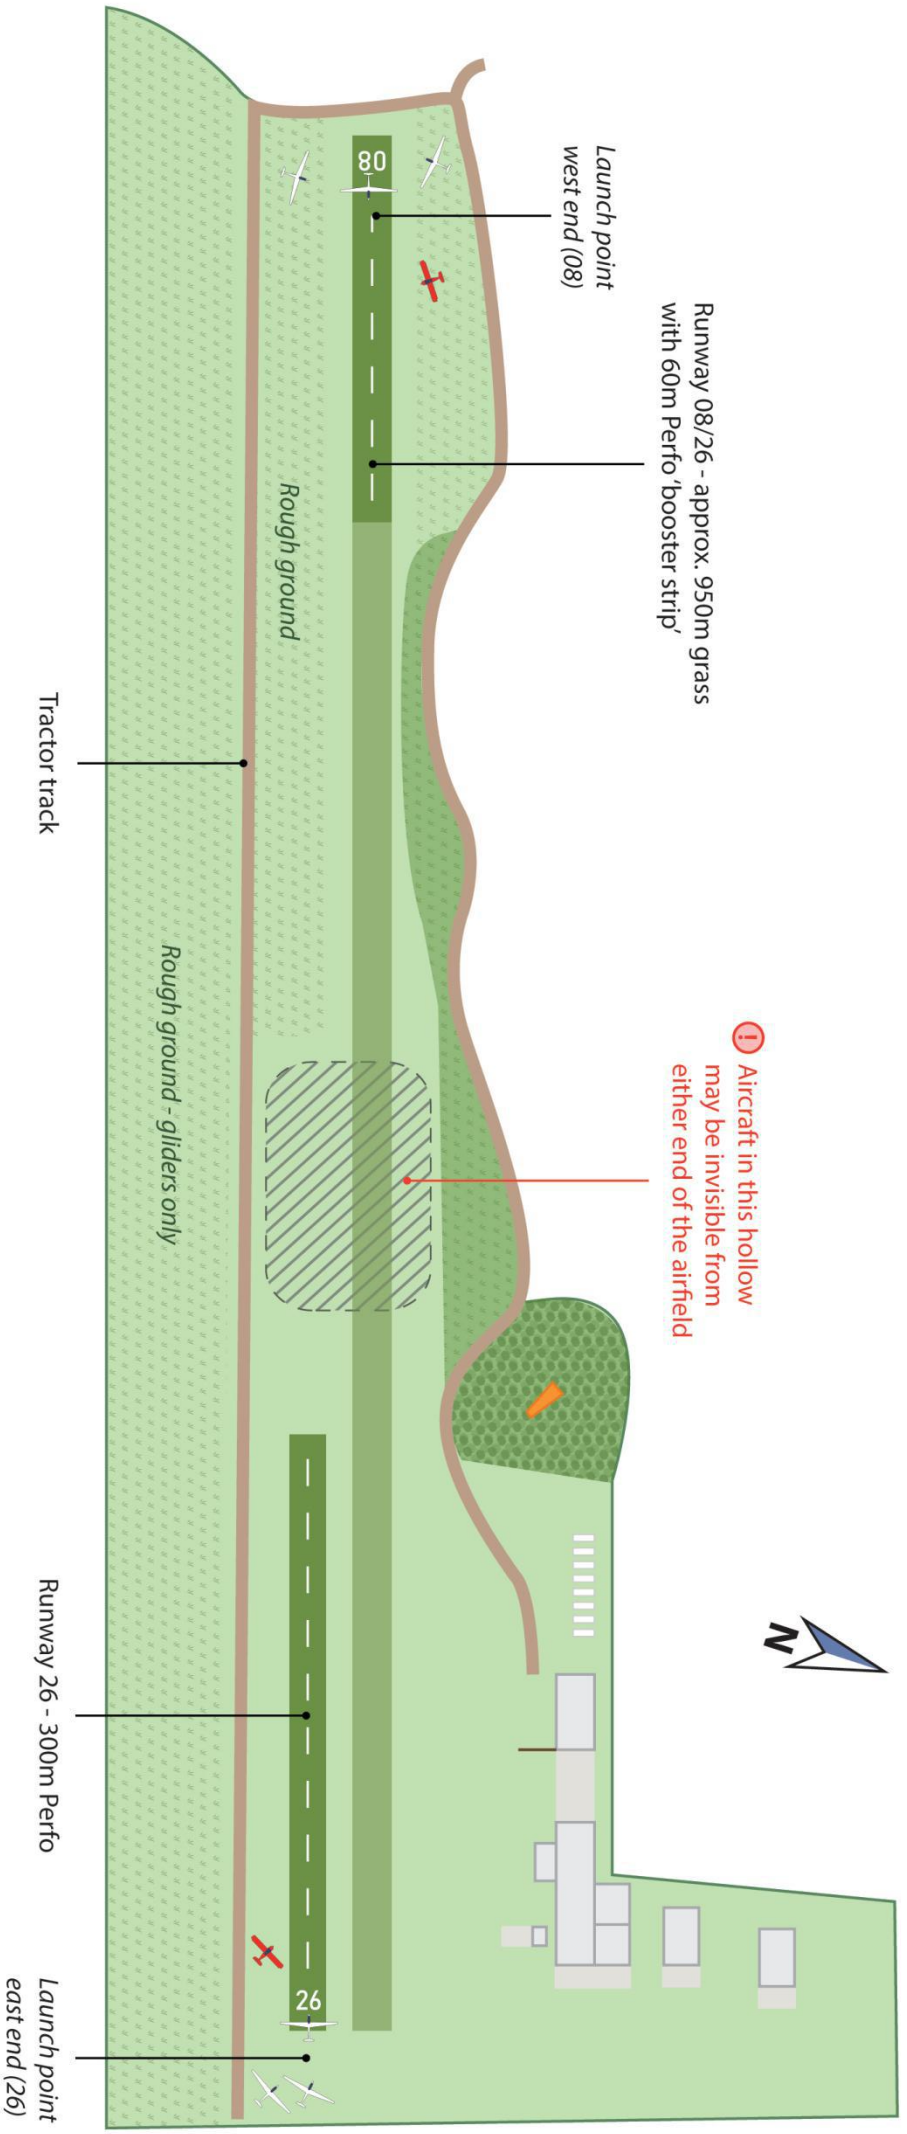 Launch point
west end (08)
Runway 08/26 - approx. 950m grass
with 60m Perfo ‘booster strip’
! Aircraft in this hollow
may be invisible from
either end of the airfield
N
08
Rough ground
26
Rough ground - gliders only
Tractor track
Runway 26 - 300m Perfo
Launch point
east end (26)